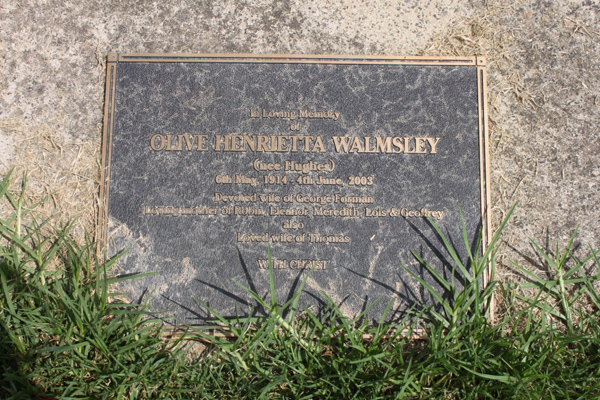 In Loving Memory
of
OLIVE HENRIETTA WALMSLEY
(nee Hughes)
6th May, 1914 - 4th June, 2003
Devoted wife of George Forman
Loving mother of Robin, Eleanor, Meredith, Lois & Geoffrey
also
Loved wife of Thomas
WITH CHRIST